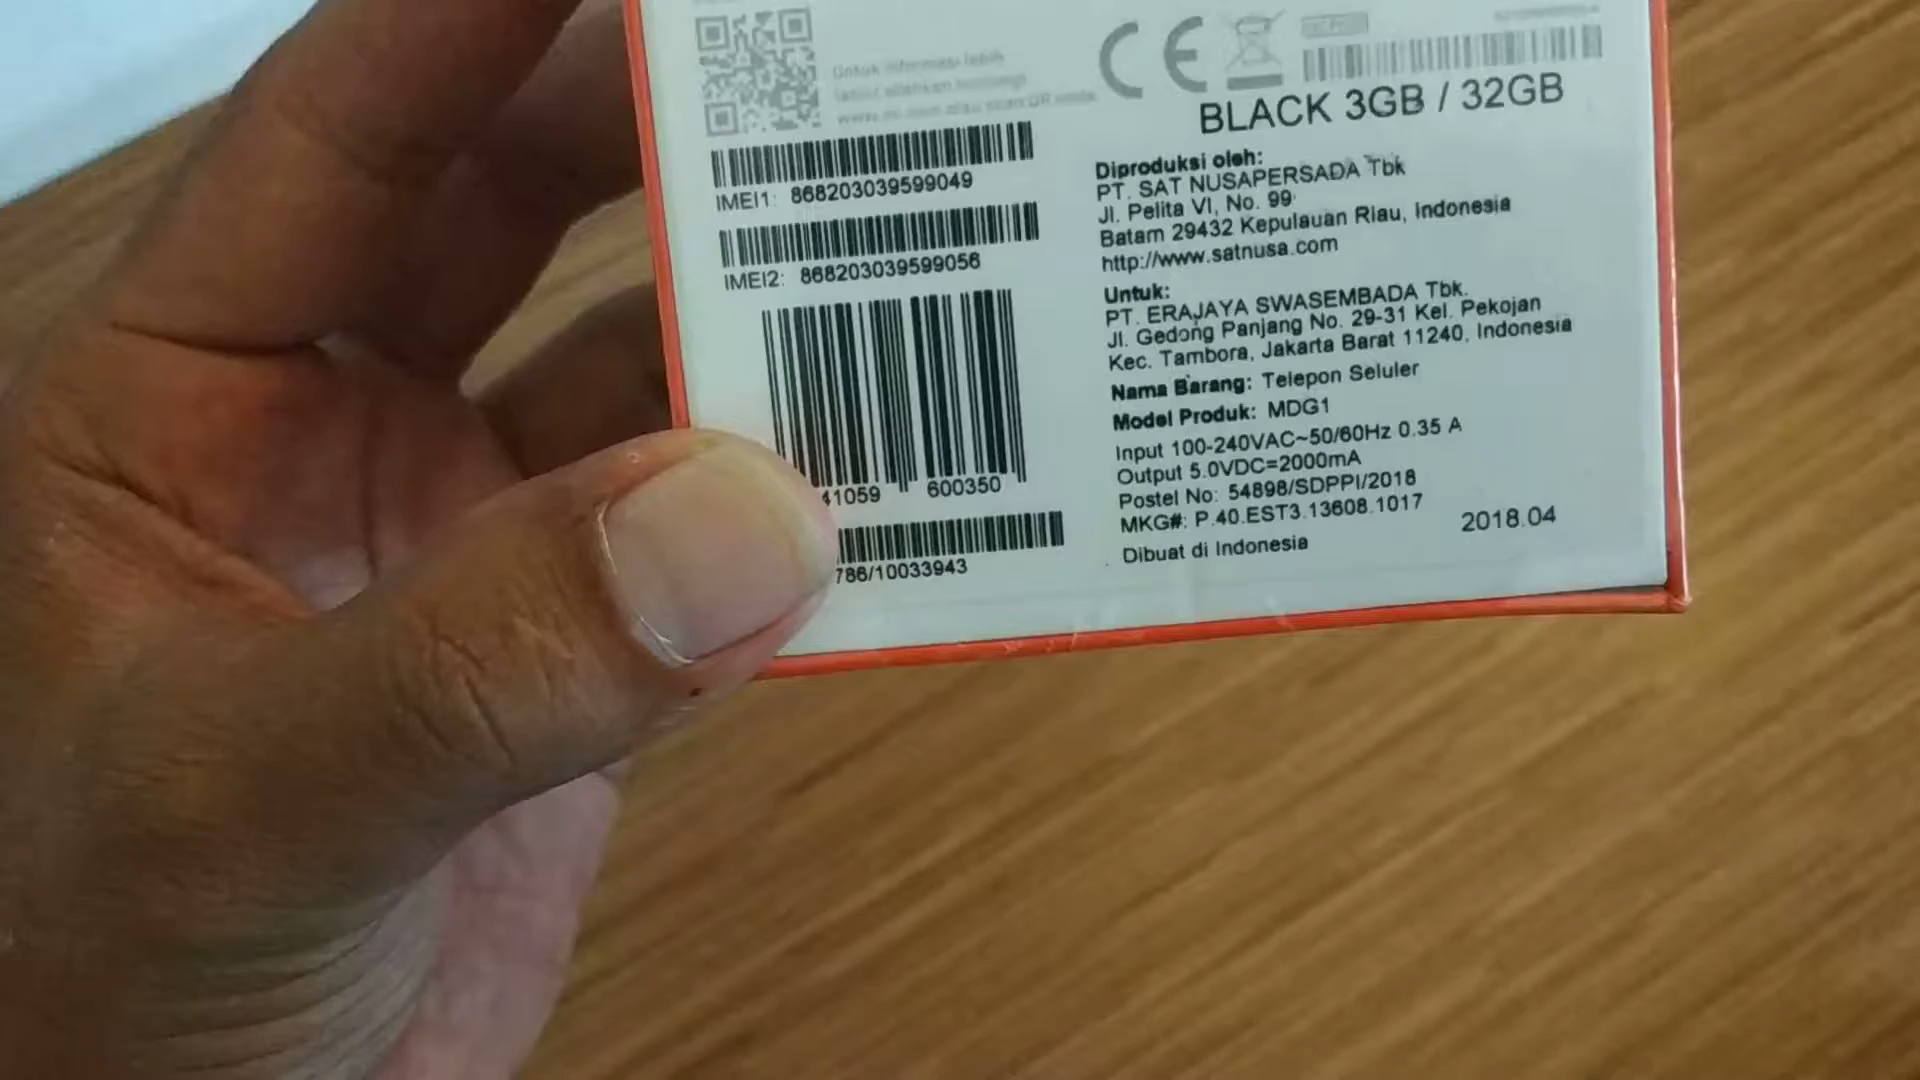 Untuk informasi lebih
CE
BLACK 3GB / 32GB
IMEI1: 868203039599049
IMEI2: 868203039599056
41059 600350
786/10033943
Diproduksi oleh:
PT. SAT NUSAPERSADA Tbk
Jl. Pelita VI, No. 99
Batam 29432 Kepulauan Riau, Indonesia
http://www.satnusa.com
Untuk:
PT. ERAJAYA SWASEMBADA Tbk.
Jl. Gedong Panjang No. 29-31 Kel. Pekojan
Kec. Tambora, Jakarta Barat 11240, Indonesia
Nama Barang: Telepon Seluler
Model Produk: MDG1
Input 100-240VAC~50/60Hz 0.35 A
Output 5.0VDC=2000mA
Postel No: 54898/SDPPI/2018
MKG#: P.40.EST3.13608.1017
2018.04
Dibuat di Indonesia